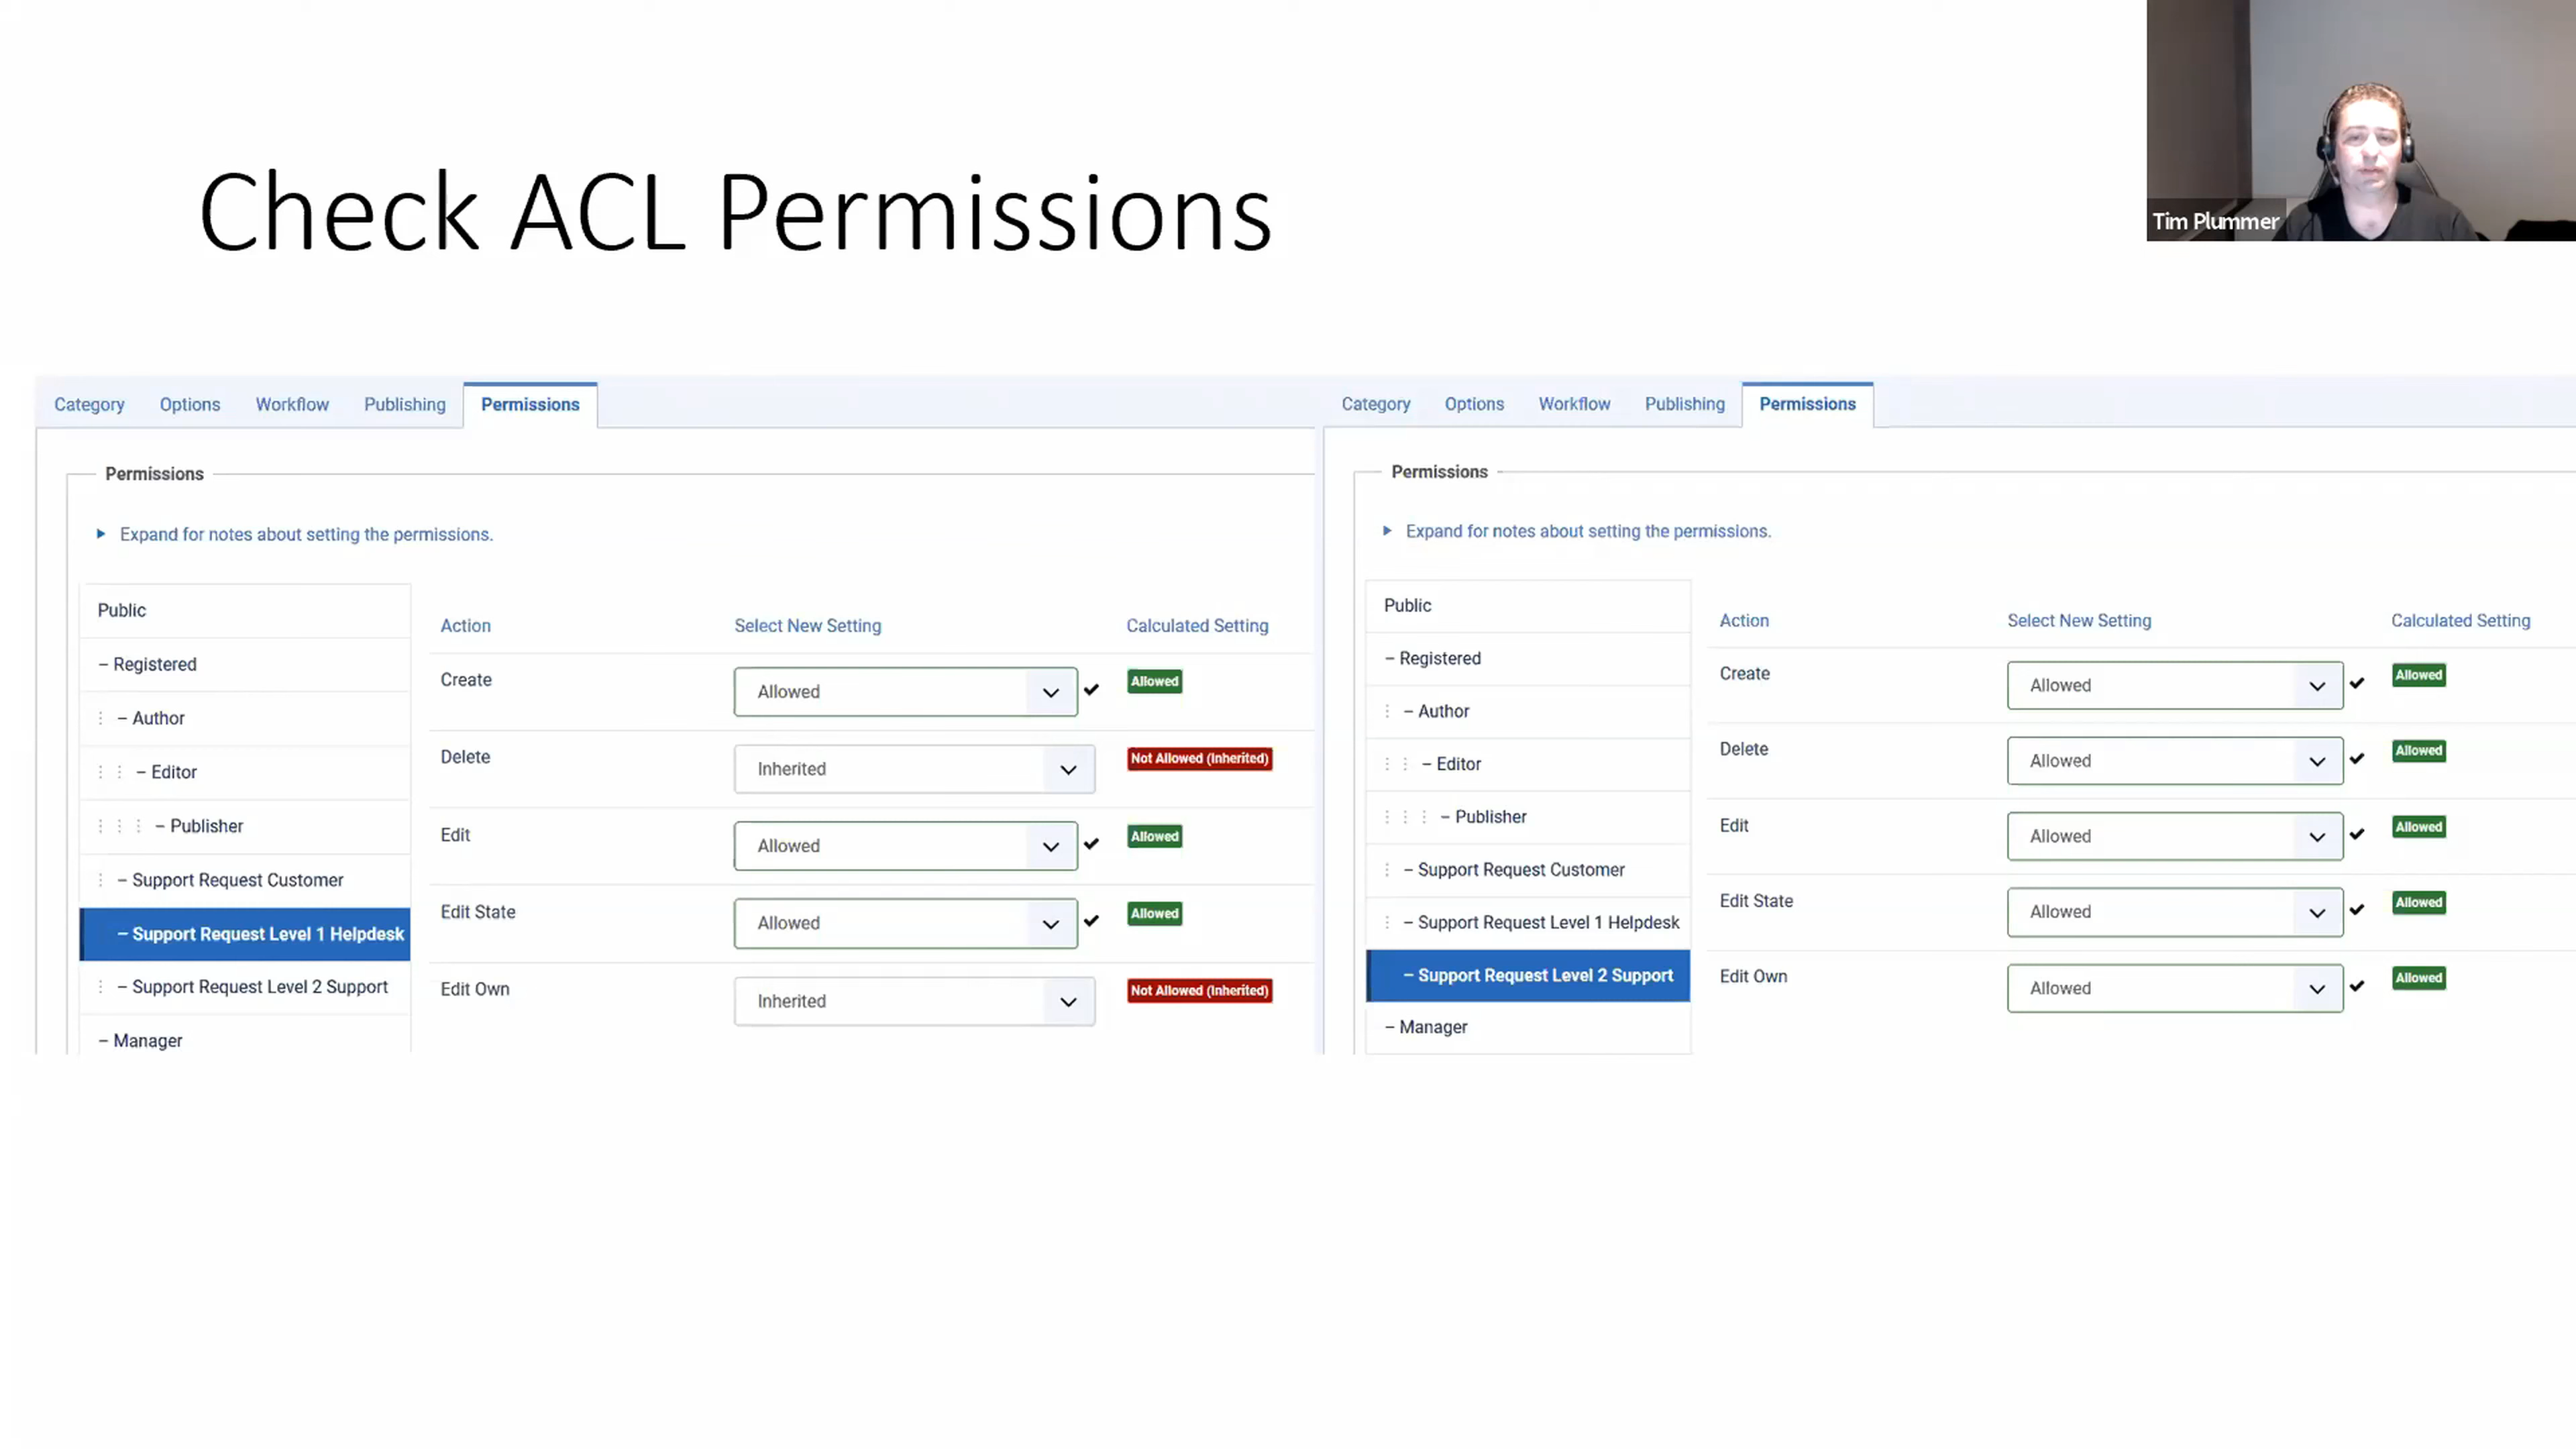 Check ACL Permissions
Tim Plummer
Category Options Workflow Publishing Permissions
Permissions
Expand for notes about setting the permissions.
Public
– Registered
– Author
– Editor
– Publisher
– Support Request Customer
– Support Request Level 1 Helpdesk
– Support Request Level 2 Support
– Manager
Action Select New Setting Calculated Setting
Create Allowed Allowed
Delete Inherited Not Allowed (Inherited)
Edit Allowed Allowed
Edit State Allowed Allowed
Edit Own Inherited Not Allowed (Inherited)
Category Options Workflow Publishing Permissions
Permissions
Expand for notes about setting the permissions.
Public
– Registered
– Author
– Editor
– Publisher
– Support Request Customer
– Support Request Level 1 Helpdesk
– Support Request Level 2 Support
– Manager
Action Select New Setting Calculated Setting
Create Allowed Allowed
Delete Allowed Allowed
Edit Allowed Allowed
Edit State Allowed Allowed
Edit Own Allowed Allowed